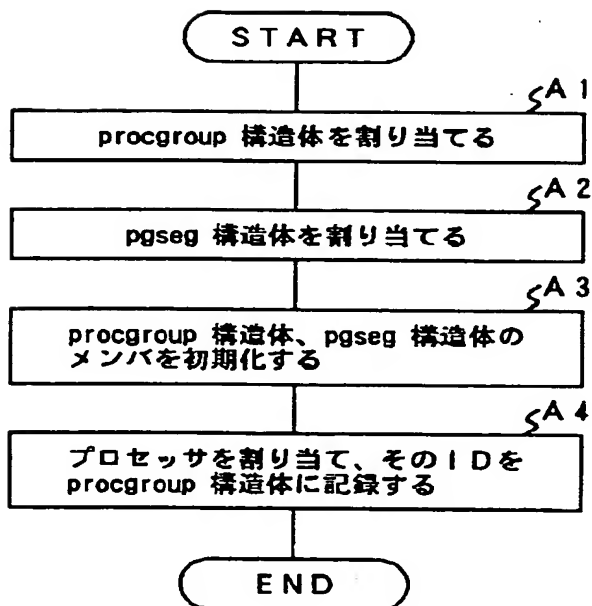 START
A1
procgroup 構造体を割り当てる
A2
pgseg 構造体を割り当てる
A3
procgroup 構造体、pgseg 構造体の
メンバを初期化する
A4
プロセッサを割り当て、そのIDを
procgroup 構造体に記録する
END